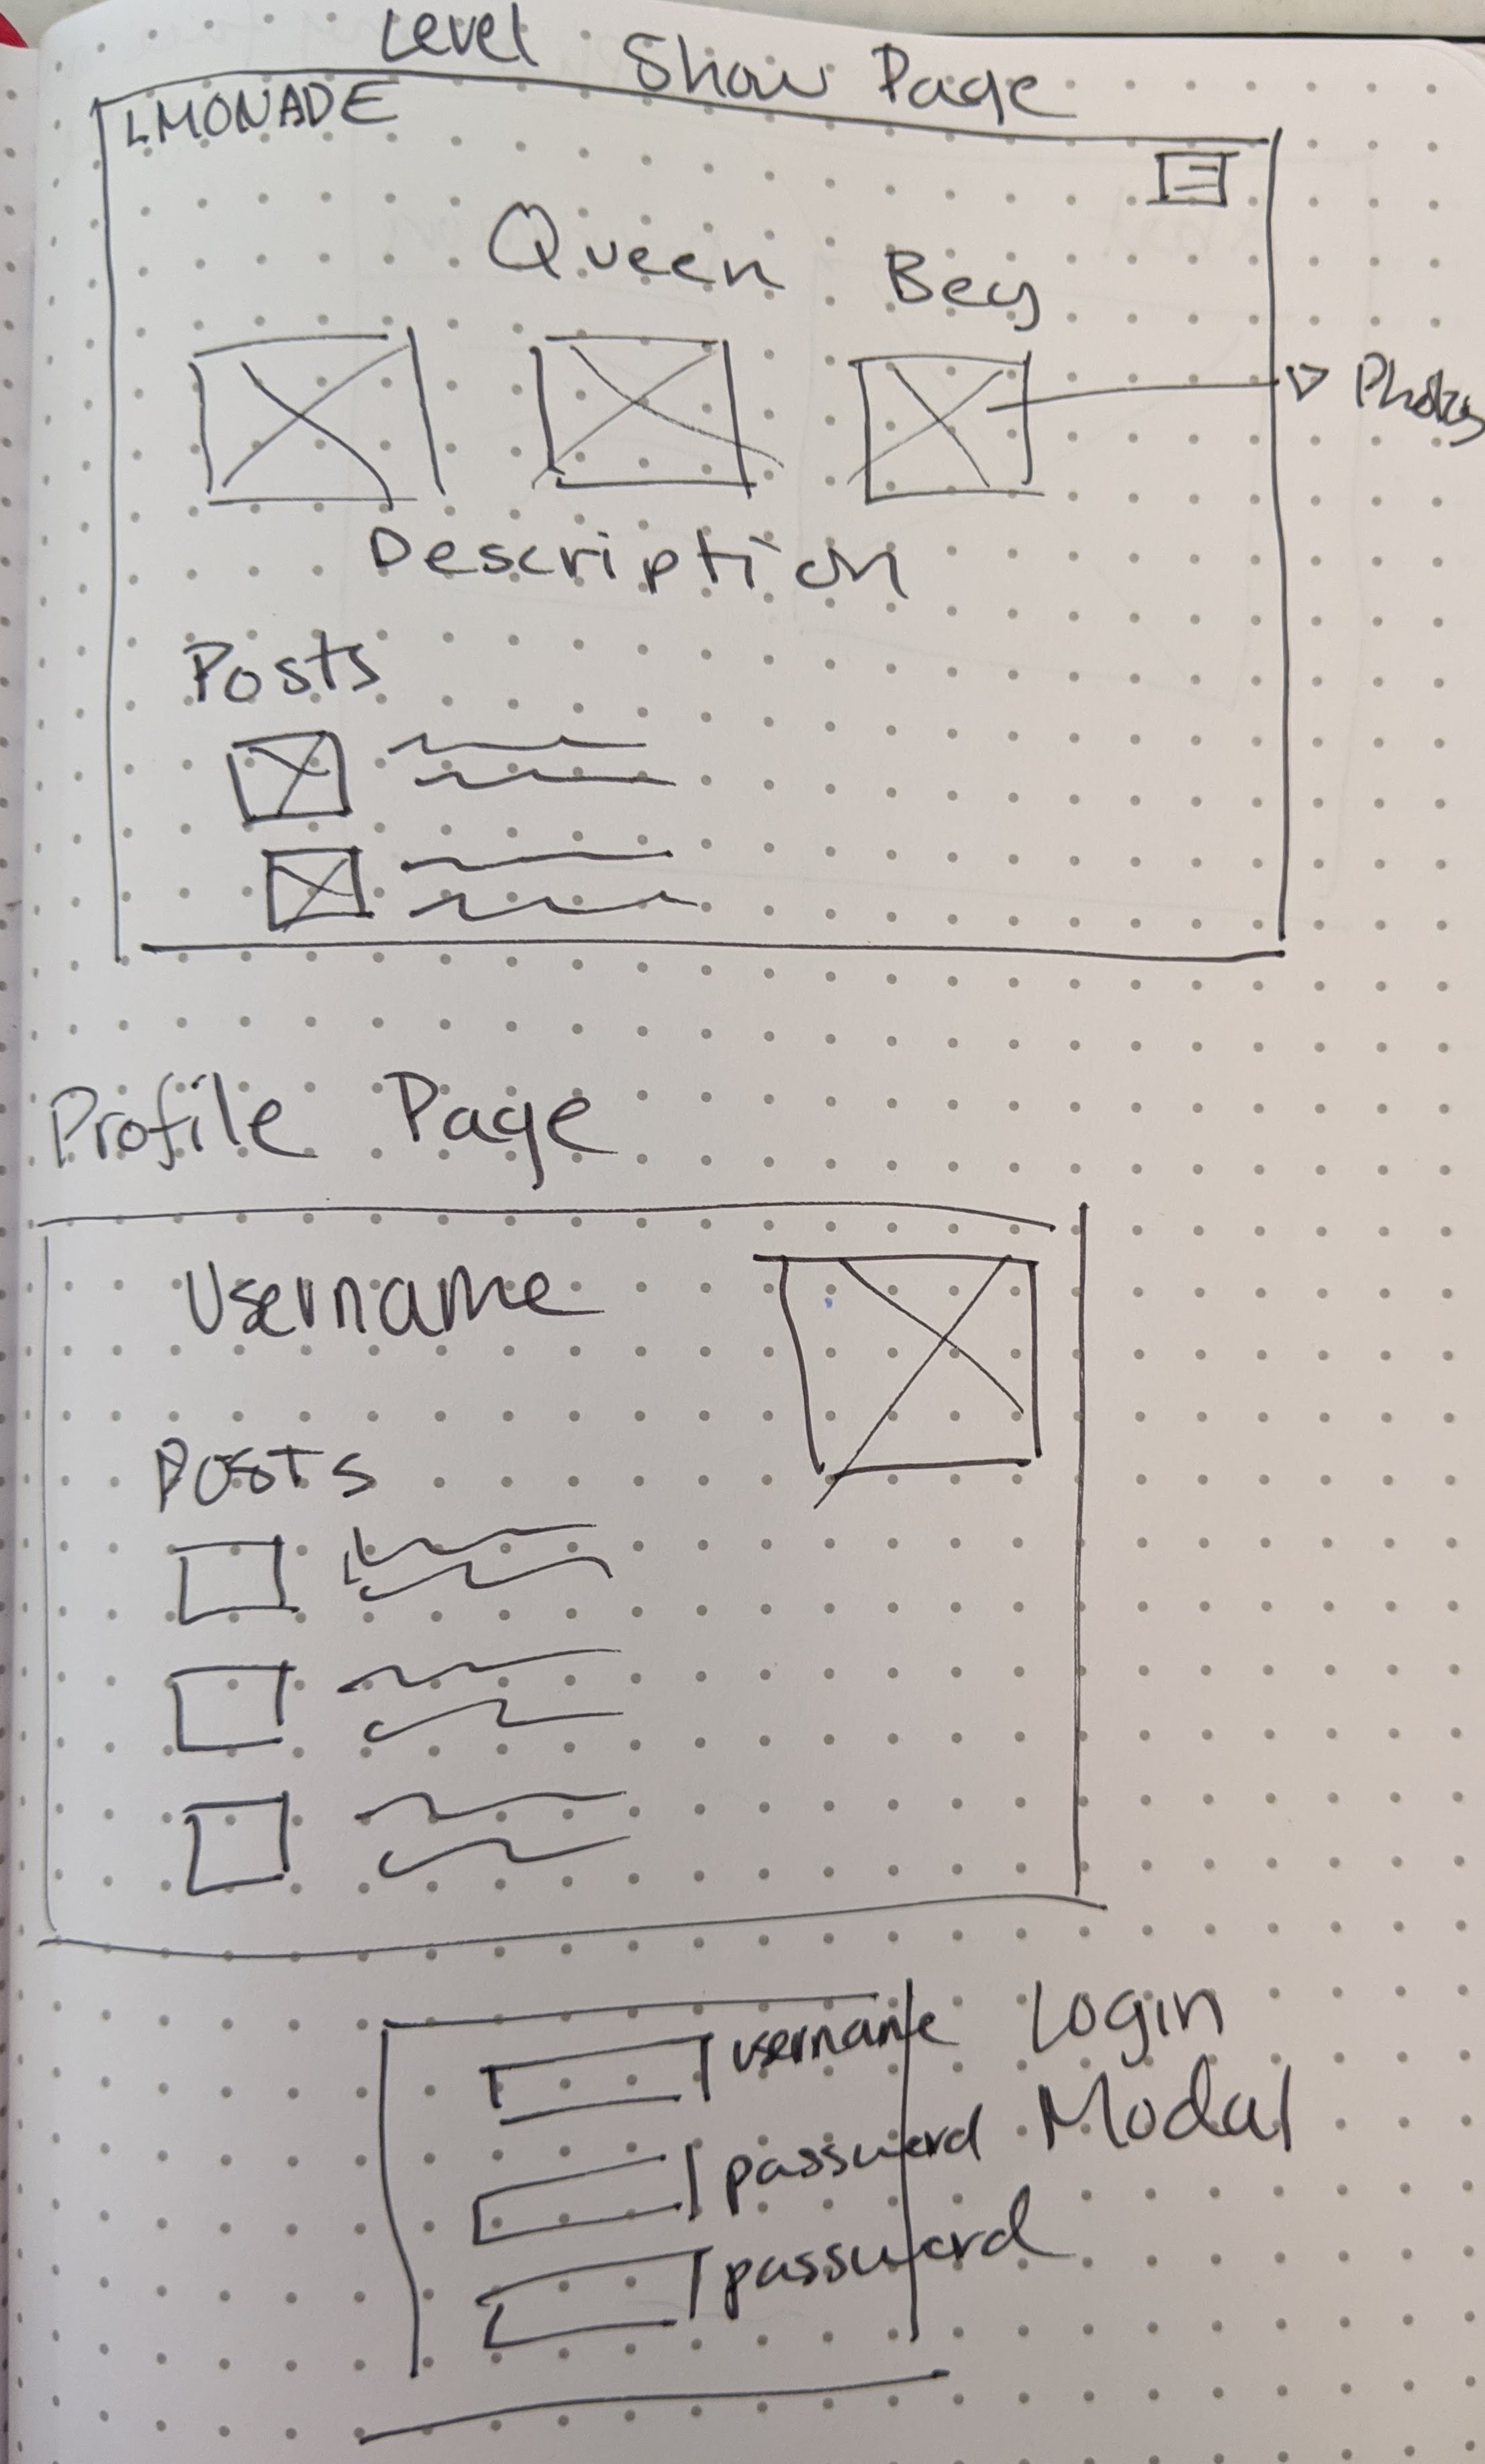 Level Show Page
LMONADE
Queen Bey
Photos
Description
Posts
Profile Page
Username
Posts
username
Login
Modal
password
password